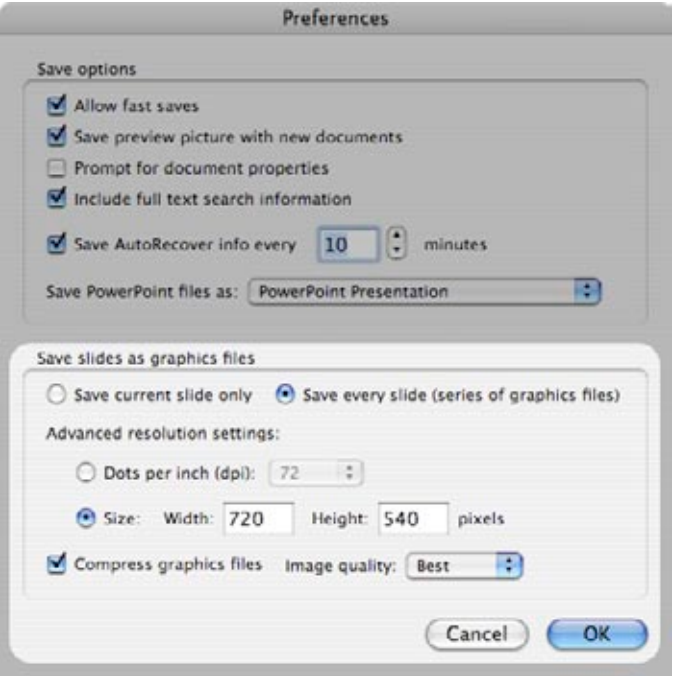 Preferences
Save options
Allow fast saves
Save preview picture with new documents
Prompt for document properties
Include full text search information
Save AutoRecover info every 10 minutes
Save PowerPoint files as: PowerPoint Presentation
Save slides as graphics files
Save current slide only Save every slide (series of graphics files)
Advanced resolution settings:
Dots per inch (dpi): 72
Size: Width: 720 Height: 540 pixels
Compress graphics files Image quality: Best
Cancel OK